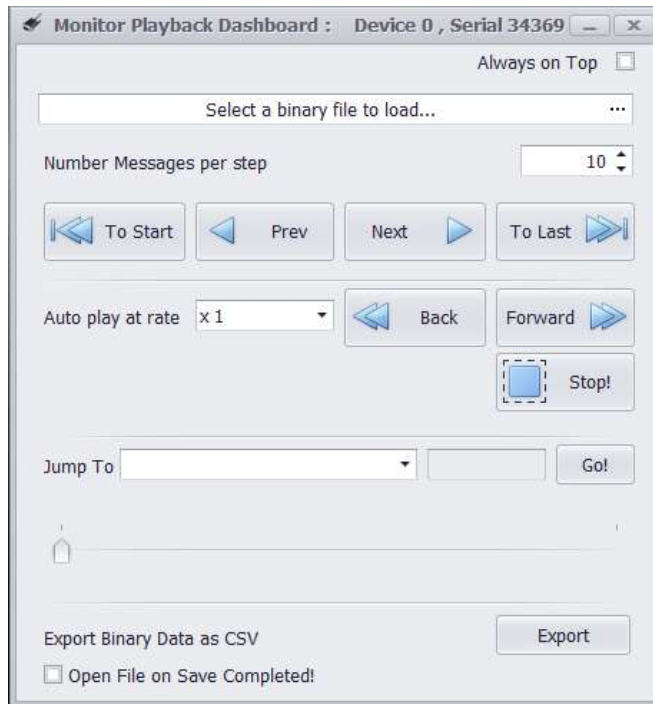 Monitor Playback Dashboard : Device 0 , Serial 34369
Always on Top
Select a binary file to load... ...
Number Messages per step 10
To Start Prev Next To Last
Auto play at rate x 1 Back Forward
Stop!
Jump To Go!
Export Binary Data as CSV Export
Open File on Save Completed!